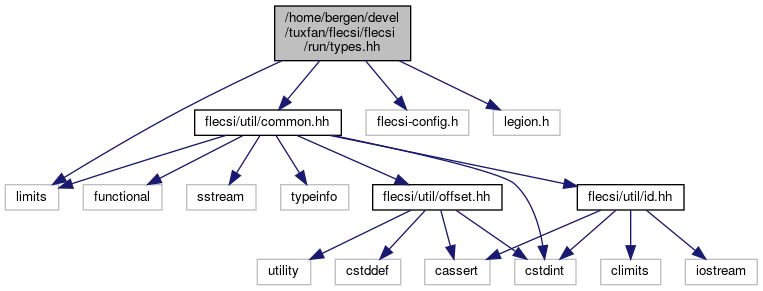 /home/bergen/devel
/tuxfan/flecsi/flecsi
/run/types.hh
flecsi/util/common.hh
flecsi-config.h
legion.h
limits
functional
sstream
typeinfo
flecsi/util/offset.hh
flecsi/util/id.hh
utility
cstddef
cassert
cstdint
climits
iostream